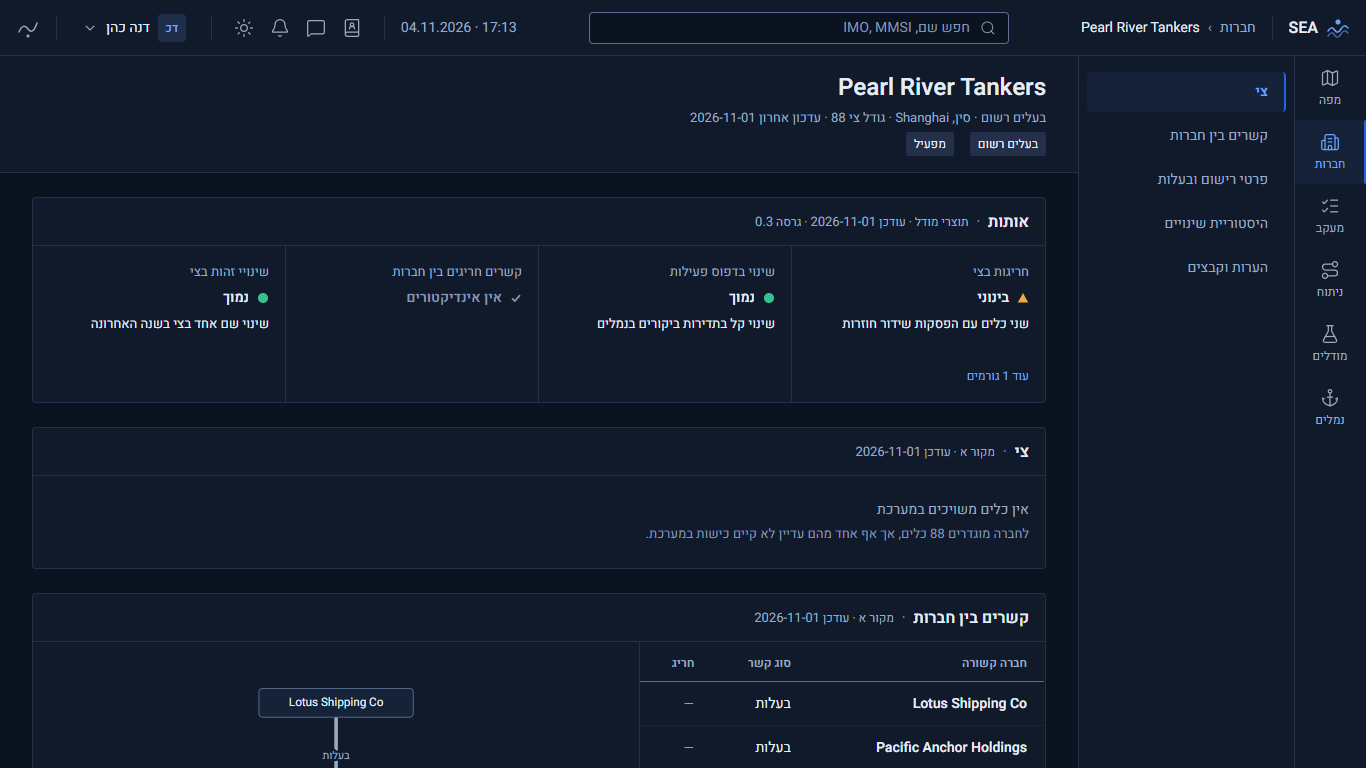 SEA
חברות › Pearl River Tankers
חפש שם, IMO, MMSI
04.11.2026 · 17:13
דכ
דנה כהן
מפה
חברות
מעקב
ניתוח
מודלים
נמלים
צי
קשרים בין חברות
פרטי רישום ובעלות
היסטוריית שינויים
הערות וקבצים
Pearl River Tankers
בעלים רשום · סין, Shanghai · גודל צי 88 · עדכון אחרון 2026-11-01
בעלים רשום
מפעיל
אותות · תוצרי מודל · עודכן 2026-11-01 · גרסה 0.3
חריגות בצי
בינוני
שני כלים עם הפסקות שידור חוזרות
עוד 1 גורמים
שינוי בדפוס פעילות
נמוך
שינוי קל בתדירות ביקורים בנמלים
קשרים חריגים בין חברות
אין אינדיקטורים
שינויי זהות בצי
נמוך
שינוי שם אחד בצי בשנה האחרונה
צי · מקור א · עודכן 2026-11-01
אין כלים משויכים במערכת
לחברה מוגדרים 88 כלים, אך אף אחד מהם עדיין לא קיים כישות במערכת.
קשרים בין חברות · מקור א · עודכן 2026-11-01
חברה קשורה סוג קשר חריג
Lotus Shipping Co בעלות –
Pacific Anchor Holdings בעלות –
Lotus Shipping Co
בעלות